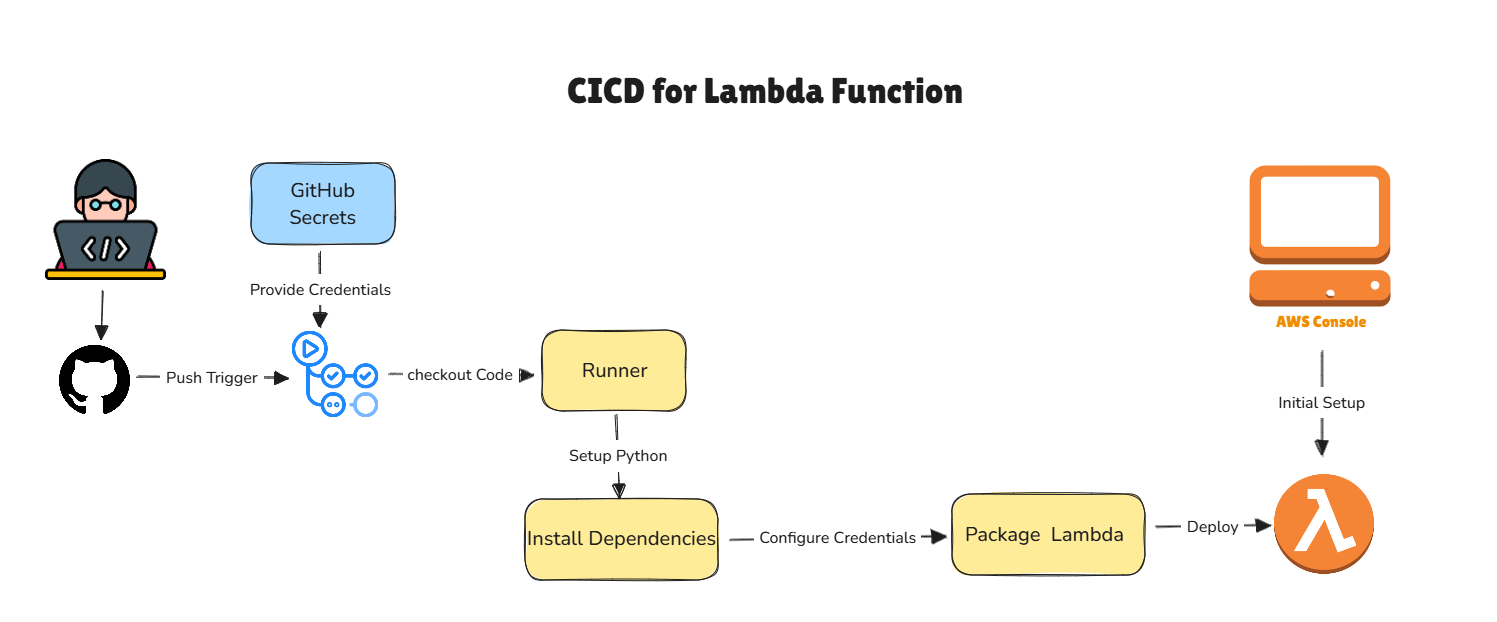 CICD for Lambda Function
GitHub
Secrets
Provide Credentials
AWS Console
Push Trigger
checkout Code
Runner
Initial Setup
Setup Python
Install Dependencies
Configure Credentials
Package  Lambda
Deploy